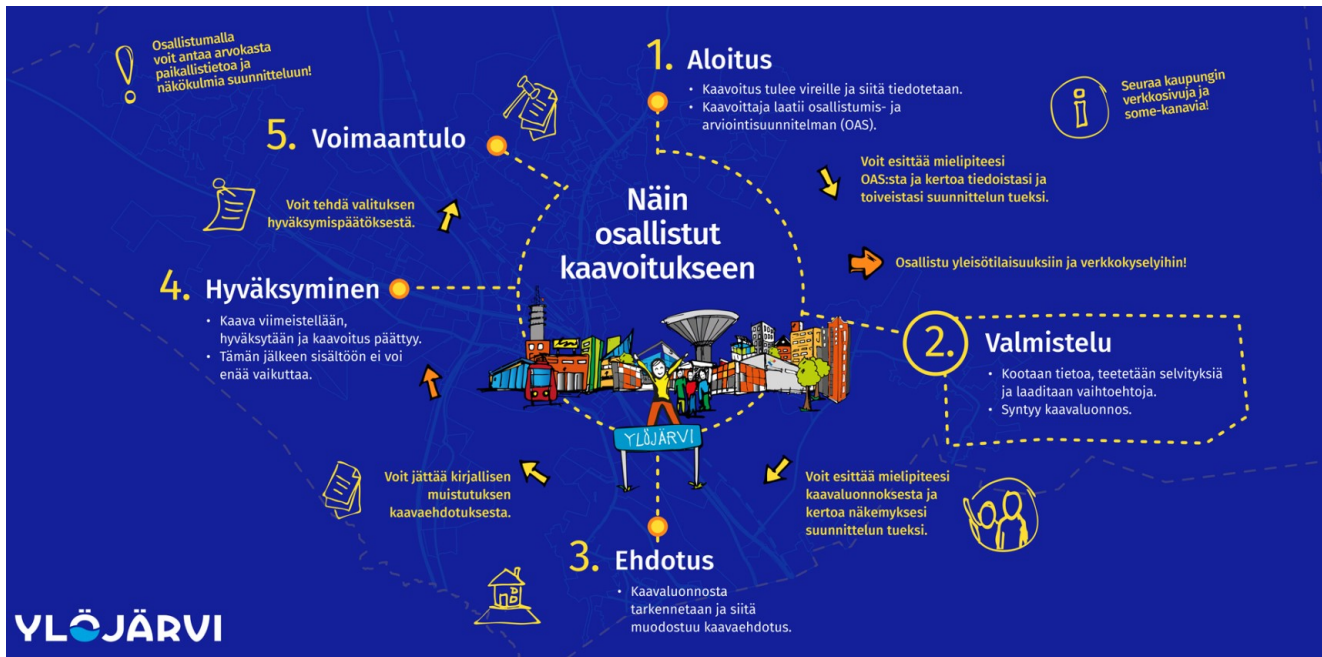 Osallistumalla
voit antaa arvokasta
paikallistietoa ja
näkökulmia suunnitteluun!
Näin
osallistut
kaavoitukseen
1. Aloitus
• Kaavoitus tulee vireille ja siitä tiedotetaan.
• Kaavoittaja laatii osallistumis- ja
arviointisuunnitelman (OAS).
Seuraa kaupungin
verkkosivuja ja
some-kanavia!
Voit esittää mielipiteesi
OAS:sta ja kertoa tiedoistasi ja
toiveistasi suunnittelun tueksi.
Osallistu yleisötilaisuuksiin ja verkkokyselyihin!
2. Valmistelu
• Kootaan tietoa, teetetään selvityksiä
ja laaditaan vaihtoehtoja.
• Syntyy kaavaluonnos.
Voit esittää mielipiteesi
kaavaluonnoksesta ja
kertoa näkemyksesi
suunnittelun tueksi.
3. Ehdotus
• Kaavaluonnosta
tarkennetaan ja siitä
muodostuu kaavaehdotus.
Voit jättää kirjallisen
muistutuksen
kaavaehdotuksesta.
4. Hyväksyminen
• Kaava viimeistellään,
hyväksytään ja kaavoitus päättyy.
• Tämän jälkeen sisältöön ei voi
enää vaikuttaa.
Voit tehdä valituksen
hyväksymispäätöksestä.
5. Voimaantulo
YLÖJÄRVI
YLÖJÄRVI